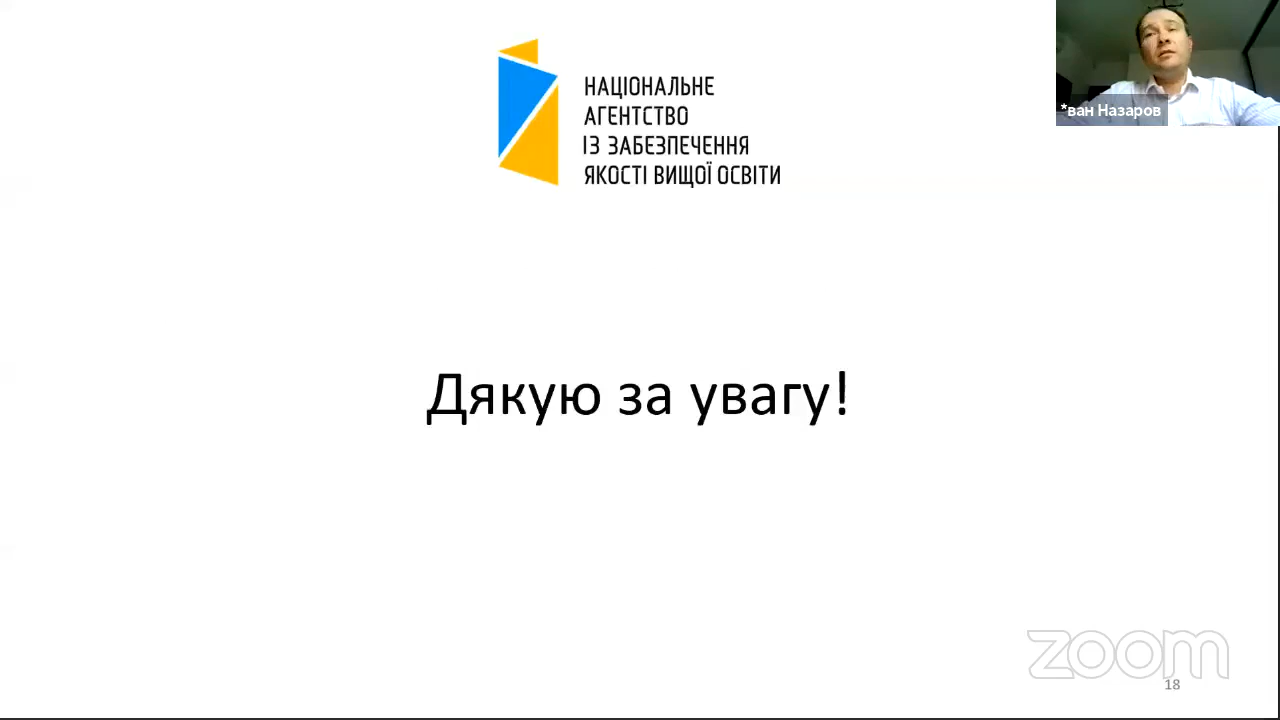 НАЦІОНАЛЬНЕ
АГЕНТСТВО
ІЗ ЗАБЕЗПЕЧЕННЯ
ЯКОСТІ ВИЩОЇ ОСВІТИ
*ван Назаров
Дякую за увагу!
zoom
18